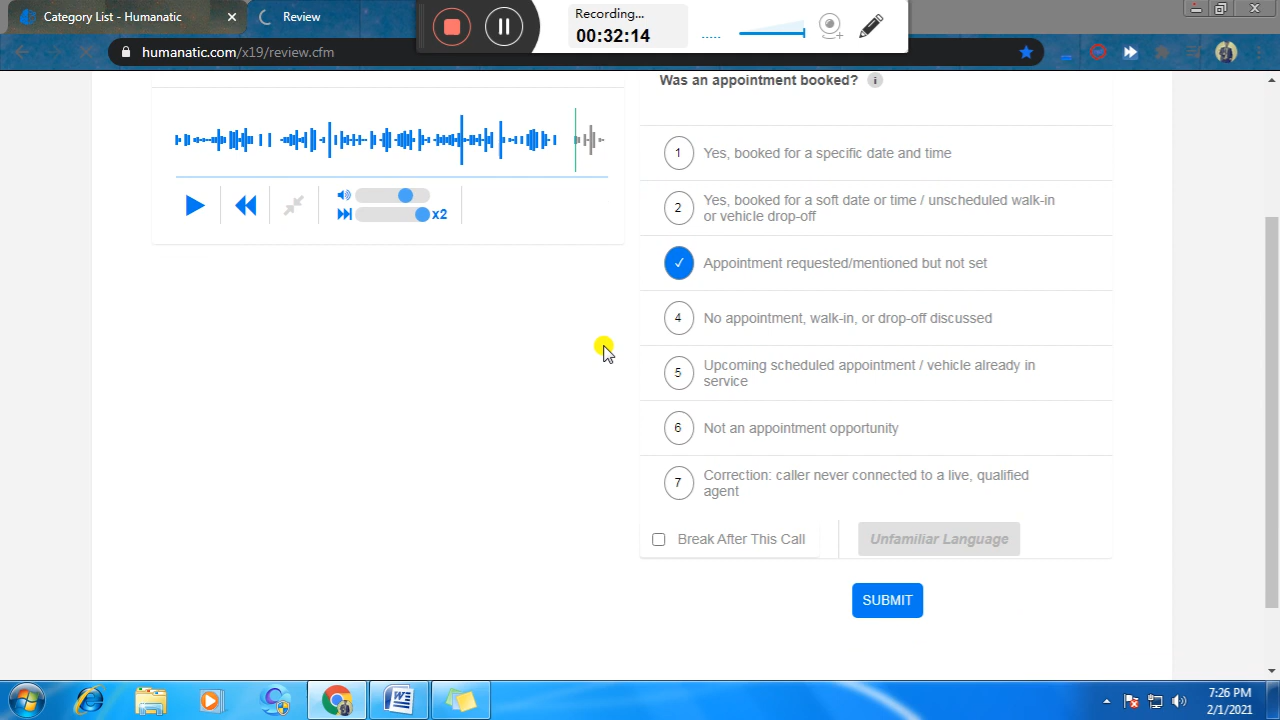 Category List - Humanatic
Review
Recording...
00:32:14
humanatic.com/x19/review.cfm
Was an appointment booked?
1 Yes, booked for a specific date and time
2 Yes, booked for a soft date or time / unscheduled walk-in
or vehicle drop-off
Appointment requested/mentioned but not set
4 No appointment, walk-in, or drop-off discussed
5 Upcoming scheduled appointment / vehicle already in
service
6 Not an appointment opportunity
7 Correction: caller never connected to a live, qualified
agent
x2
Break After This Call
Unfamiliar Language
SUBMIT
7:26 PM
2/1/2021